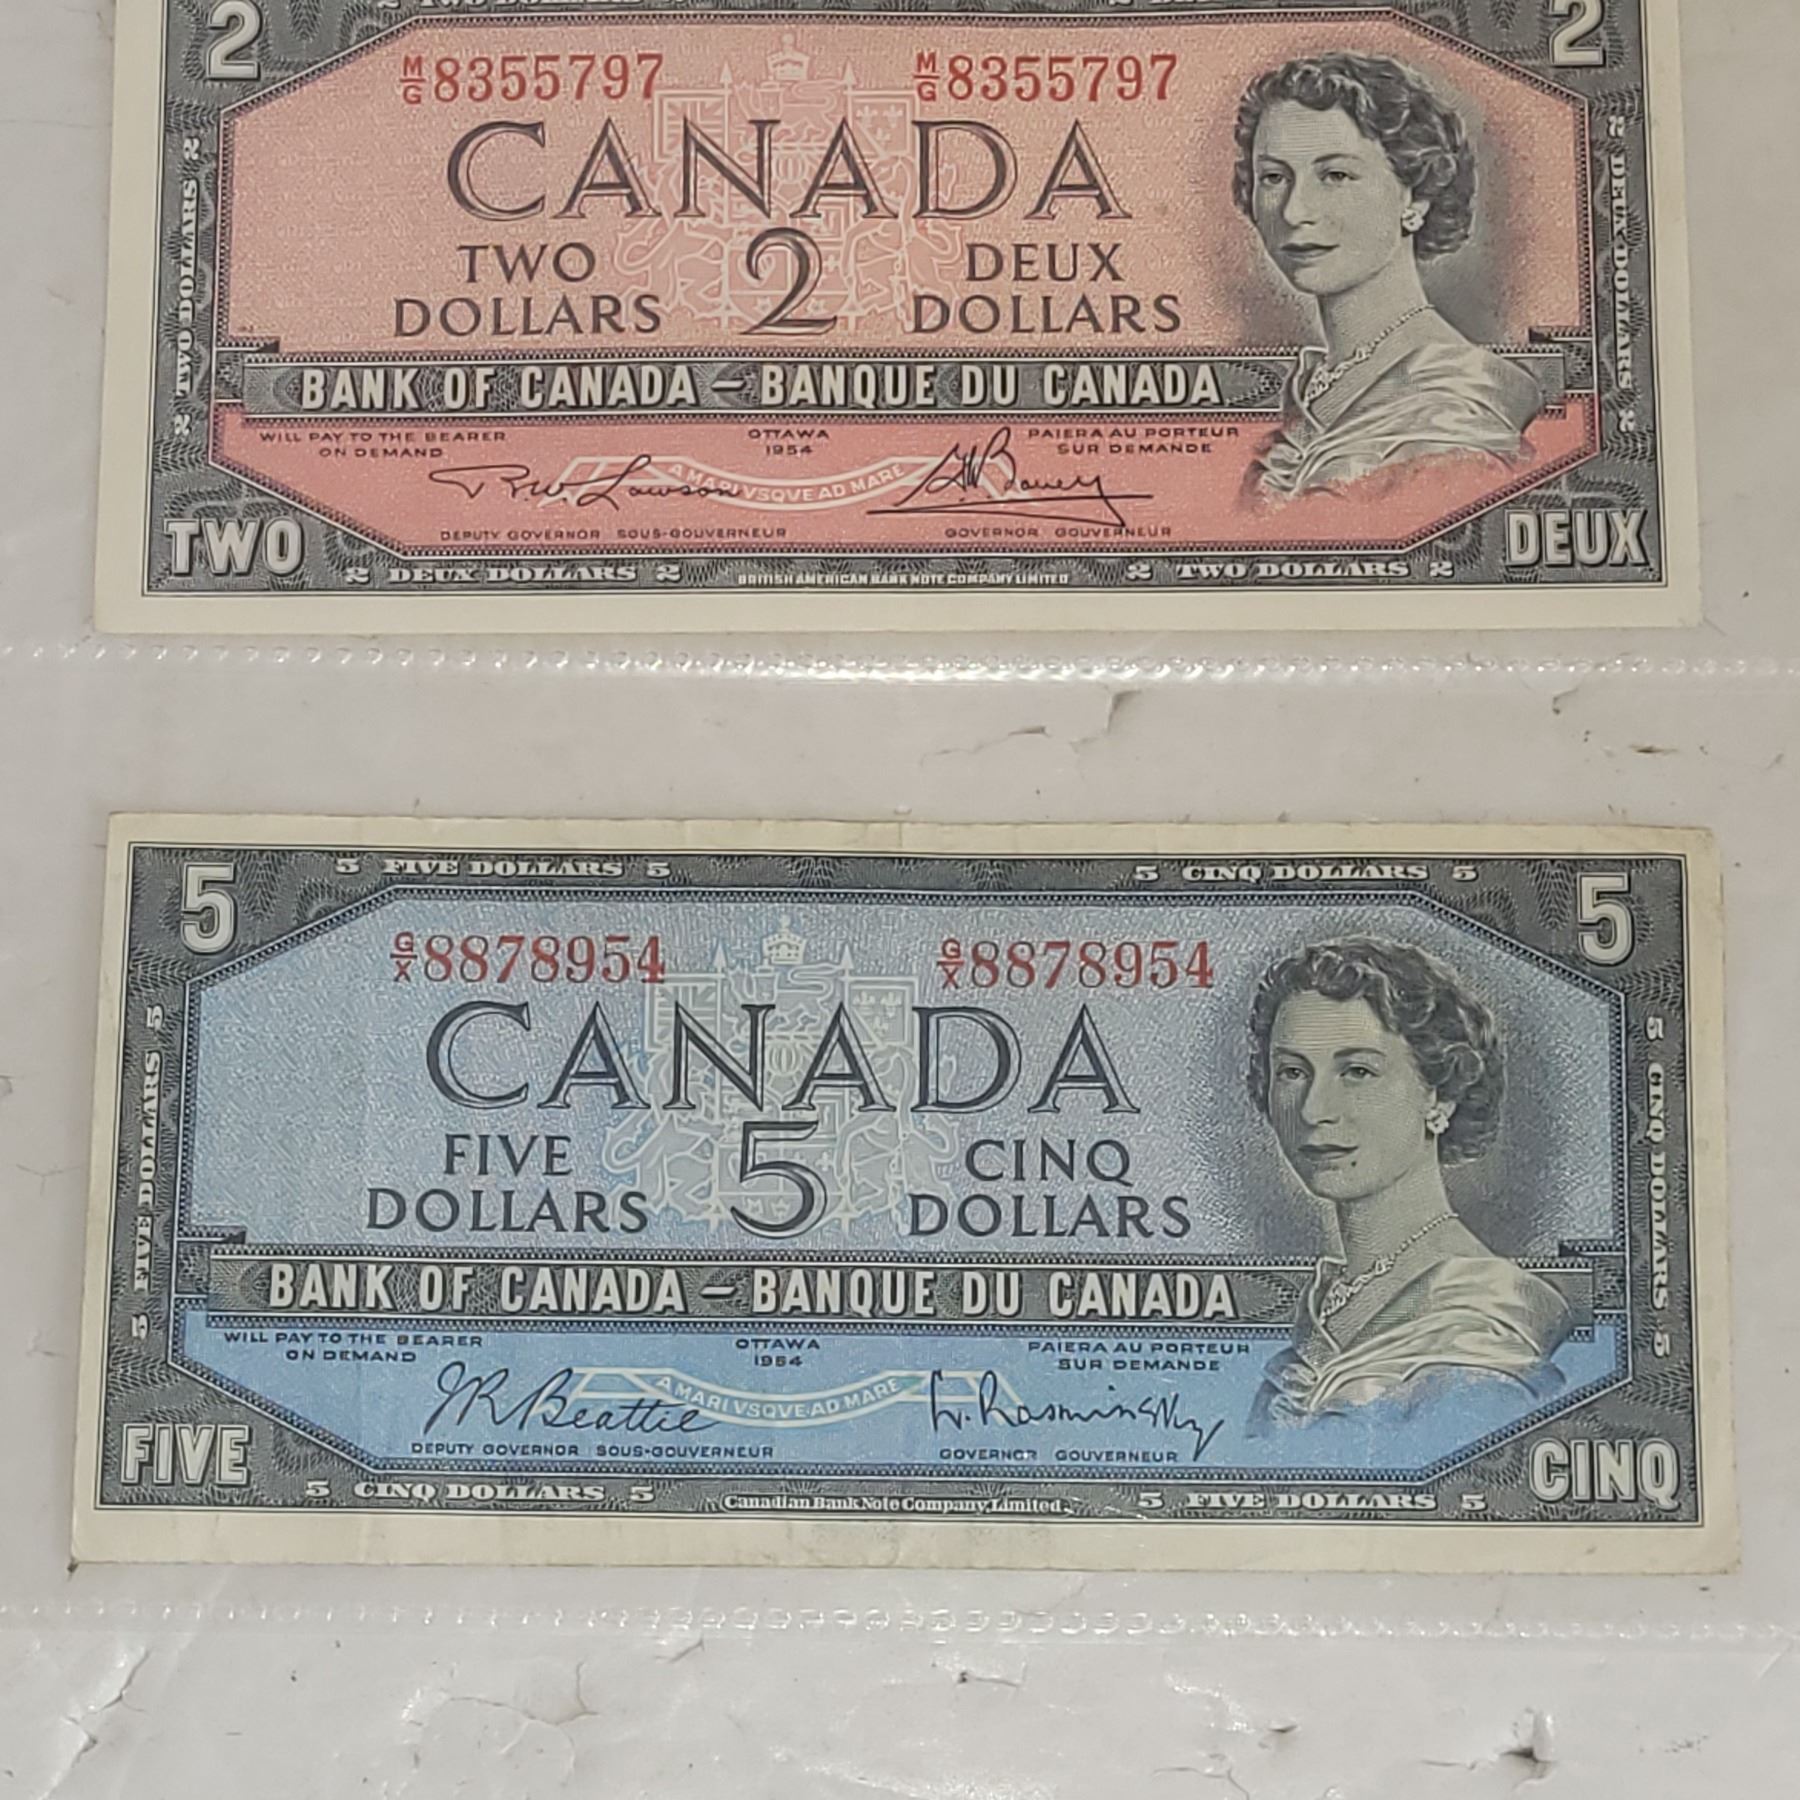 2 2
M/G 8355797 M/G 8355797
CANADA
TWO DOLLARS 2 DEUX DOLLARS
2 TWO DOLLARS 2
2 DEUX DOLLARS 2
BANK OF CANADA – BANQUE DU CANADA
WILL PAY TO THE BEARER ON DEMAND
OTTAWA 1954
PAIERA AU PORTEUR SUR DEMANDE
A MARI VSQVE AD MARE
DEPUTY GOVERNOR SOUS-GOUVERNEUR
GOVERNOR GOUVERNEUR
TWO DEUX
2 DEUX DOLLARS 2 BRITISH AMERICAN BANK NOTE COMPANY LIMITED 2 TWO DOLLARS 2
5 5 FIVE DOLLARS 5 5 CINQ DOLLARS 5 5
G/X 8878954 G/X 8878954
CANADA
FIVE DOLLARS 5 CINQ DOLLARS
5 FIVE DOLLARS 5
5 CINQ DOLLARS 5
BANK OF CANADA – BANQUE DU CANADA
WILL PAY TO THE BEARER ON DEMAND
OTTAWA 1954
PAIERA AU PORTEUR SUR DEMANDE
J.R. Beattie A MARI VSQVE AD MARE L. Rasminsky
DEPUTY GOVERNOR SOUS-GOUVERNEUR
GOVERNOR GOUVERNEUR
FIVE CINQ
5 CINQ DOLLARS 5 Canadian Bank Note Company, Limited. 5 FIVE DOLLARS 5